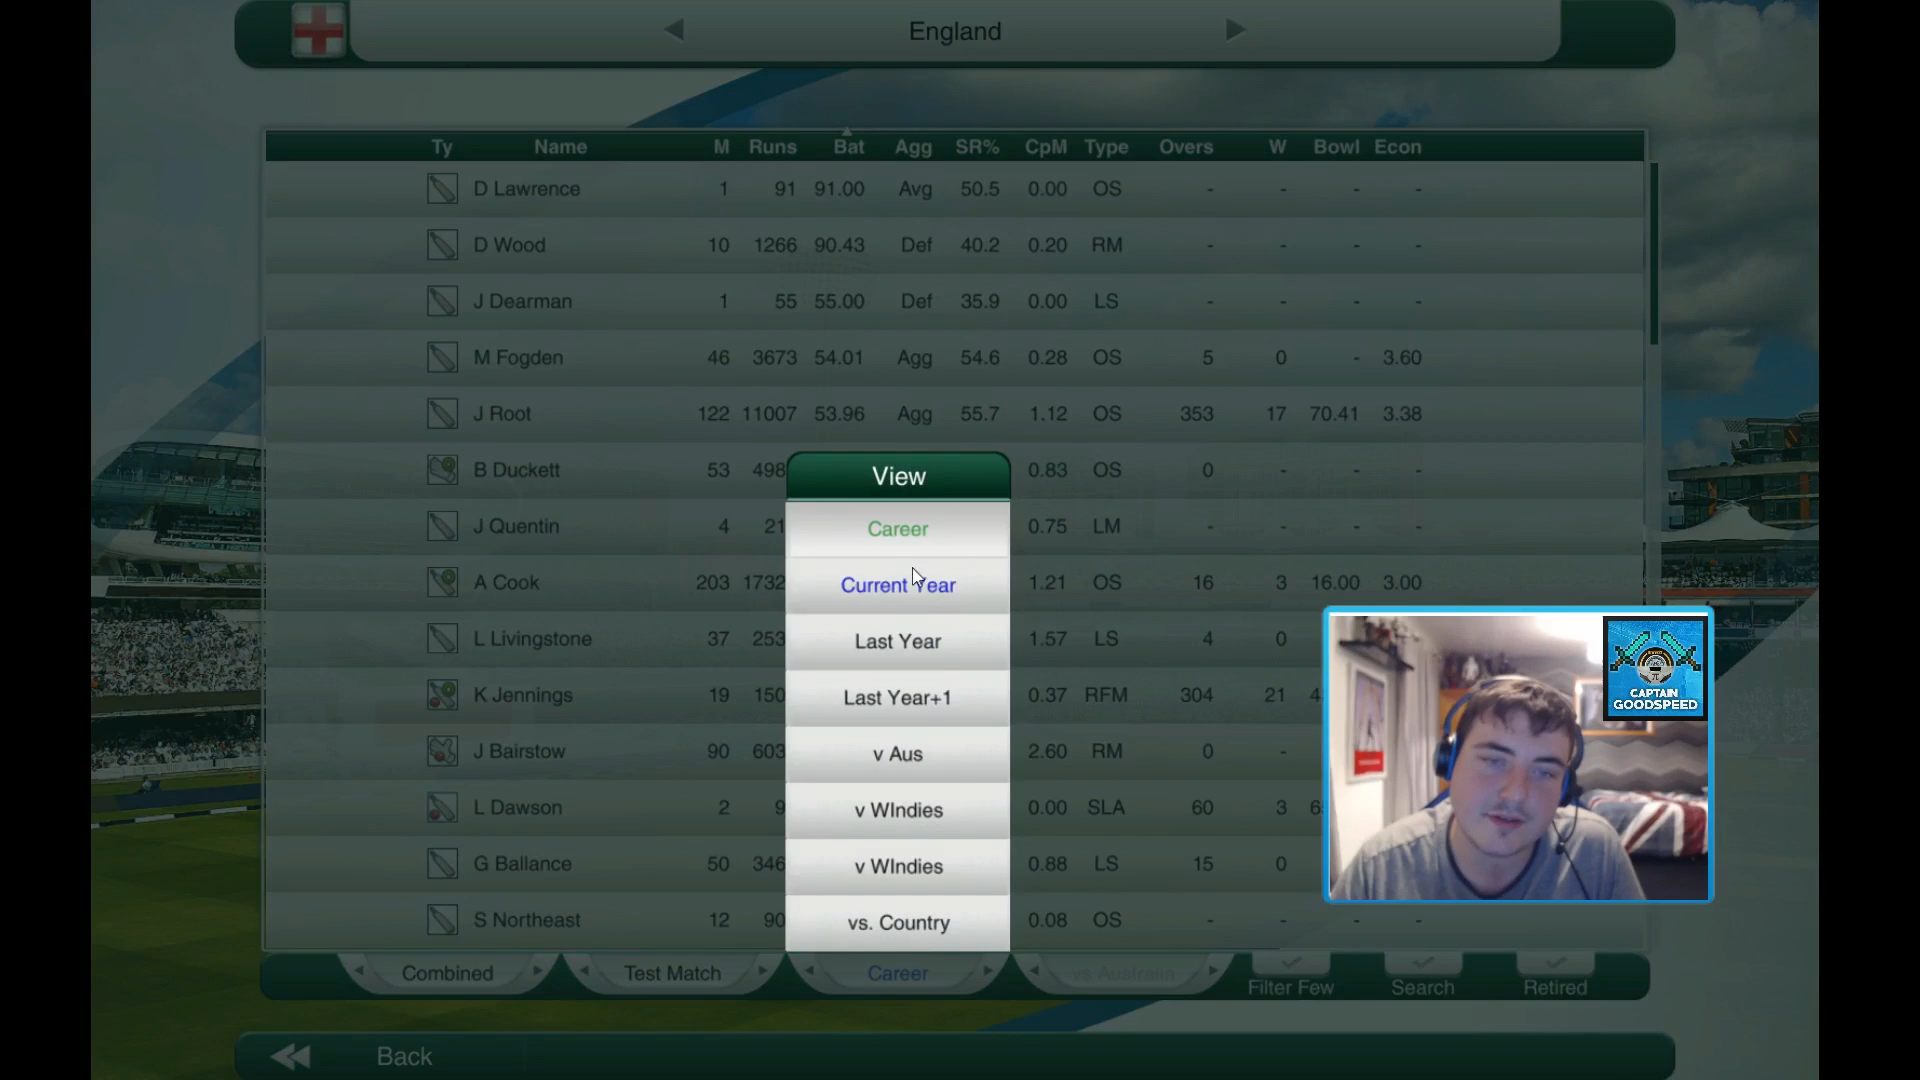 England
Ty Name M Runs Bat Agg SR% CpM Type Overs W Bowl Econ
D Lawrence 1 91 91.00 Avg 50.5 0.00 OS - - - -
D Wood 10 1266 90.43 Def 40.2 0.20 RM - - - -
J Dearman 1 55 55.00 Def 35.9 0.00 LS - - - -
M Fogden 46 3673 54.01 Agg 54.6 0.28 OS 5 0 - 3.60
J Root 122 11007 53.96 Agg 55.7 1.12 OS 353 17 70.41 3.38
B Duckett 53 498 0.83 OS 0 - - -
J Quentin 4 21 0.75 LM - - - -
A Cook 203 1732 1.21 OS 16 3 16.00 3.00
L Livingstone 37 253 1.57 LS 4 0
K Jennings 19 150 0.37 RFM 304 21 4
J Bairstow 90 603 2.60 RM 0 -
L Dawson 2 9 0.00 SLA 60 3 6
G Ballance 50 346 0.88 LS 15 0
S Northeast 12 90 0.08 OS - - - -
View
Career
Current Year
Last Year
Last Year+1
v Aus
v WIndies
v WIndies
vs. Country
CAPTAIN
GOODSPEED
Combined Test Match Career vs Australia Filter Few Search Retired
Back